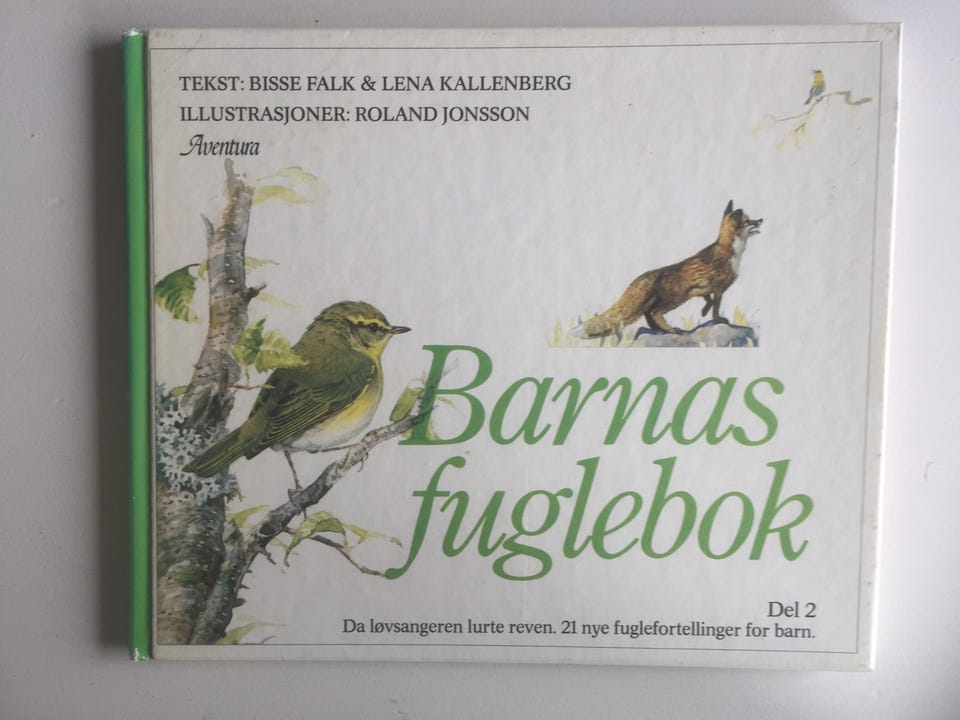 TEKST: BISSE FALK & LENA KALLENBERG
ILLUSTRASJONER: ROLAND JONSSON
Aventura
Barnas
fuglebok
Del 2
Da løvsangeren lurte reven. 21 nye fuglefortellinger for barn.